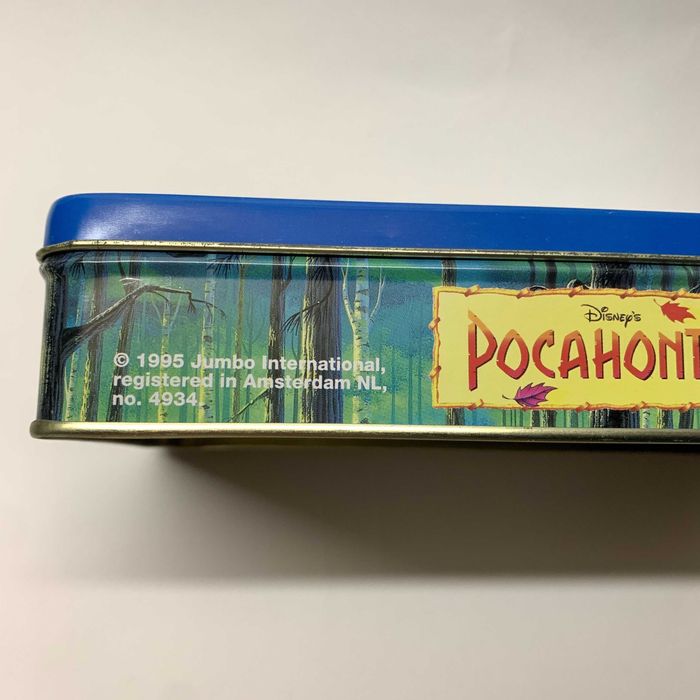 © 1995 Jumbo International,
registered in Amsterdam NL,
no. 4934.
DISNEY'S
POCAHONT